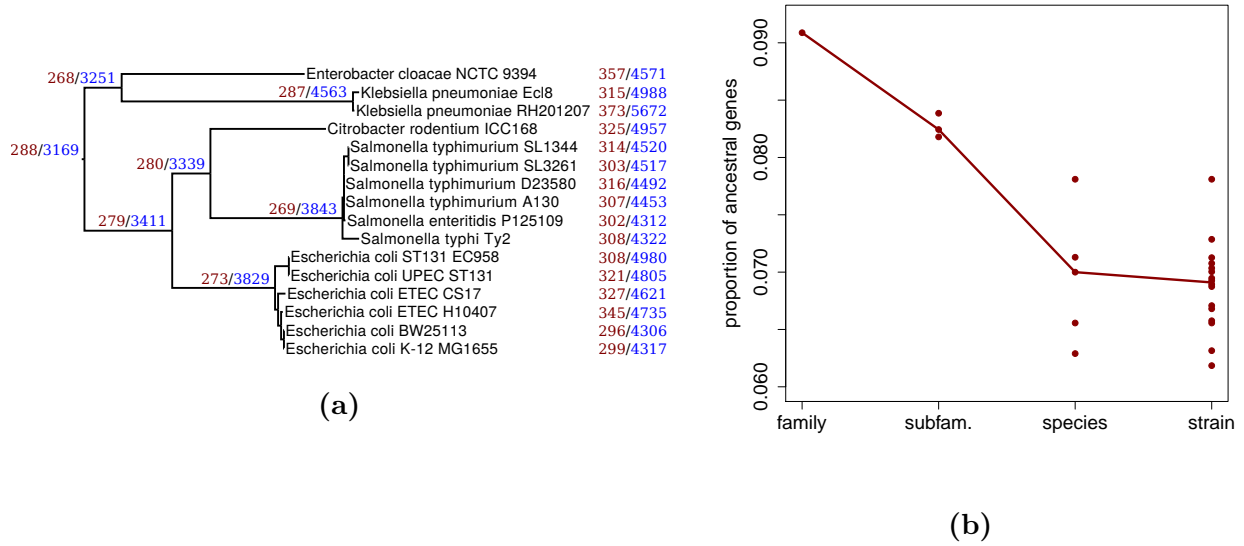 268/3251
288/3169
279/3411
287/4563
280/3339
269/3843
273/3829
Enterobacter cloacae NCTC 9394 357/4571
Klebsiella pneumoniae Ecl8 315/4988
Klebsiella pneumoniae RH201207 373/5672
Citrobacter rodentium ICC168 325/4957
Salmonella typhimurium SL1344 314/4520
Salmonella typhimurium SL3261 303/4517
Salmonella typhimurium D23580 316/4492
Salmonella typhimurium A130 307/4453
Salmonella enteritidis P125109 302/4312
Salmonella typhi Ty2 308/4322
Escherichia coli ST131 EC958 308/4980
Escherichia coli UPEC ST131 321/4805
Escherichia coli ETEC CS17 327/4621
Escherichia coli ETEC H10407 345/4735
Escherichia coli BW25113 296/4306
Escherichia coli K-12 MG1655 299/4317
(a)
proportion of ancestral genes
0.090
0.080
0.070
0.060
family subfam. species strain
(b)